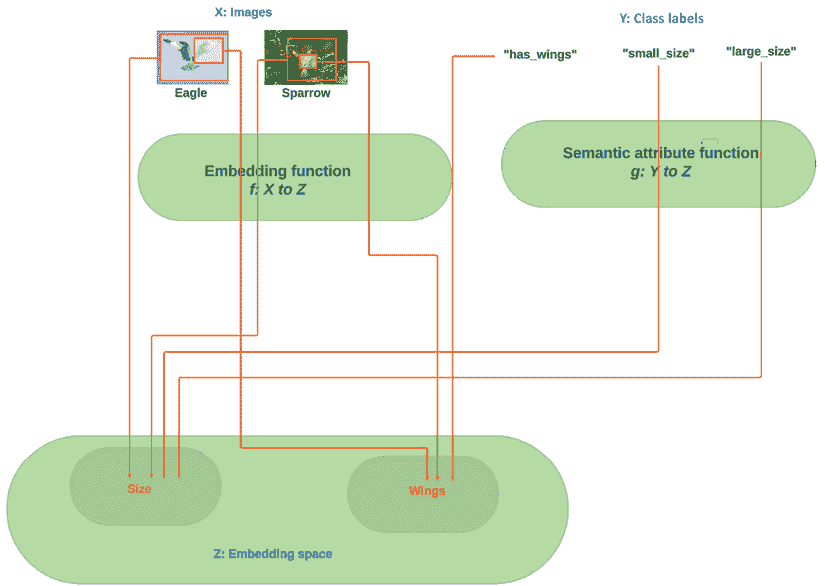 X: Images
Y: Class labels
"has_wings"
"small_size"
"large_size"
Eagle
Sparrow
Embedding function
f: X to Z
Semantic attribute function
g: Y to Z
Size
Wings
Z: Embedding space